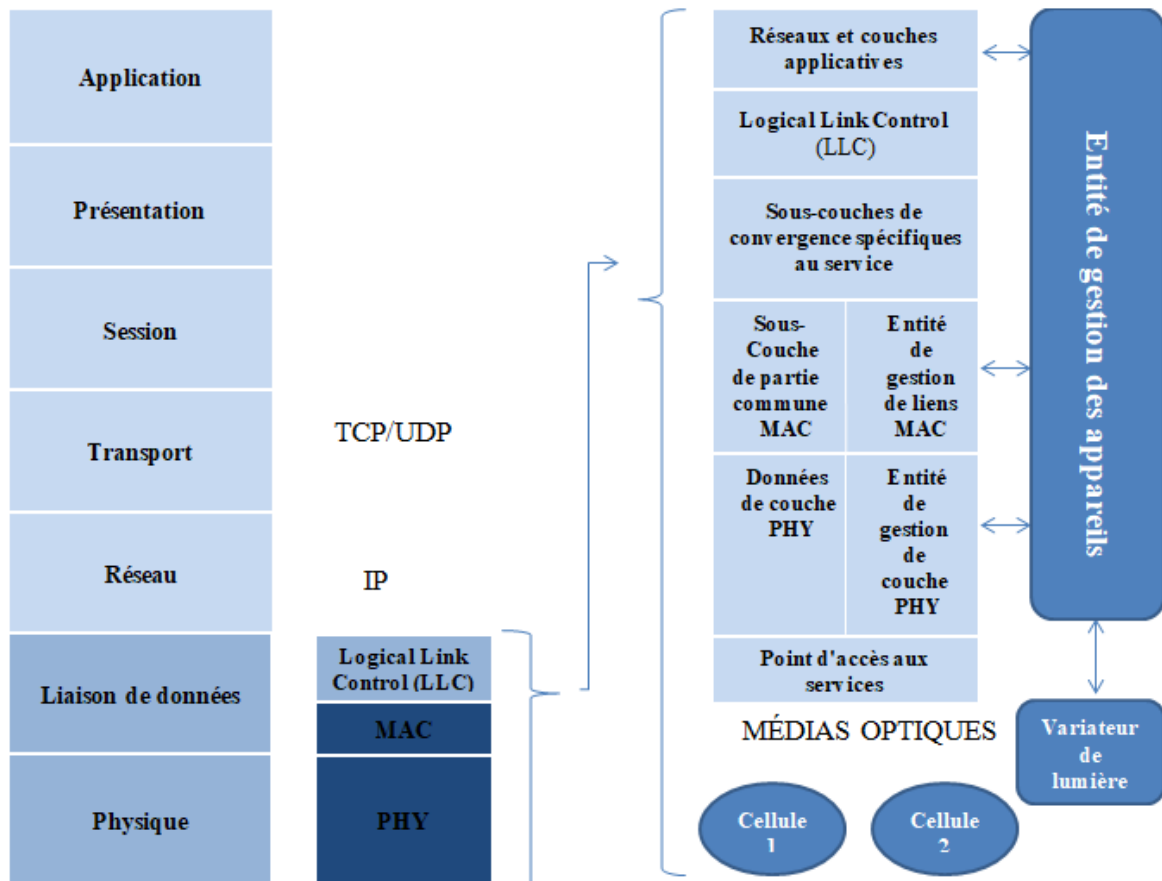 Application
Présentation
Session
Transport
Réseau
Liaison de données
Physique
TCP/UDP
IP
Logical Link
Control (LLC)
MAC
PHY
Réseaux et couches
applicatives
Logical Link Control
(LLC)
Sous-couches de
convergence spécifiques
au service
Sous-
Couche
de partie
commune
MAC
Entité
de
gestion
de liens
MAC
Données
de couche
PHY
Entité
de
gestion
de
couche
PHY
Point d'accès aux
services
MÉDIAS OPTIQUES
Cellule
1
Cellule
2
Entité de gestion des appareils
Variateur
de
lumière